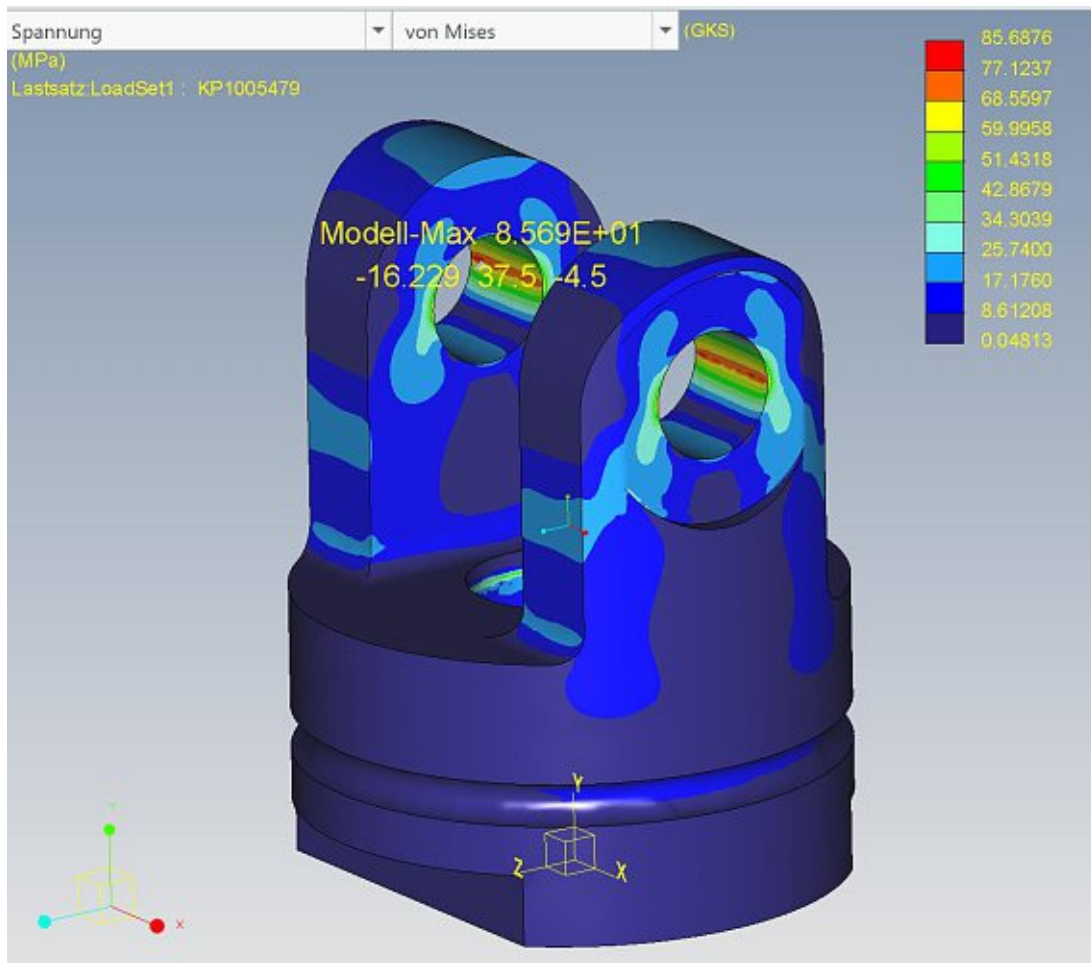 Spannung
von Mises
(GKS)
(MPa)
Lastsatz:LoadSet1 : KP1005479
85.6876
77.1237
68.5597
59.9958
51.4318
42.8679
34.3039
25.7400
17.1760
8.61208
0.04813
Modell-Max 8.569E+01
-16.229 37.5 -4.5
Y
Z
X
Y
X